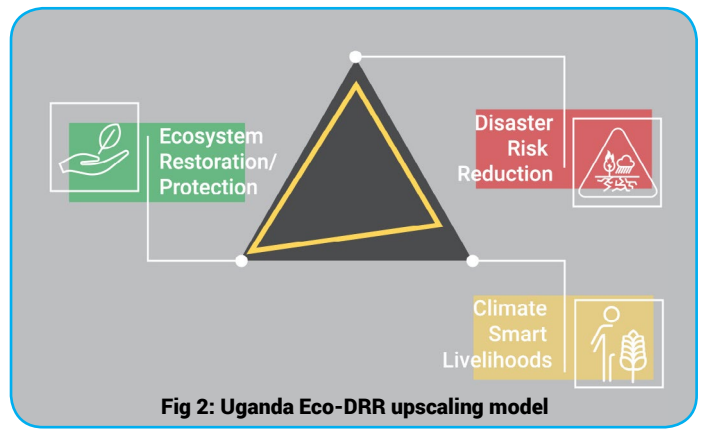 Ecosystem
Restoration/
Protection
Disaster
Risk
Reduction
Climate
Smart
Livelihoods
Fig 2: Uganda Eco-DRR upscaling model